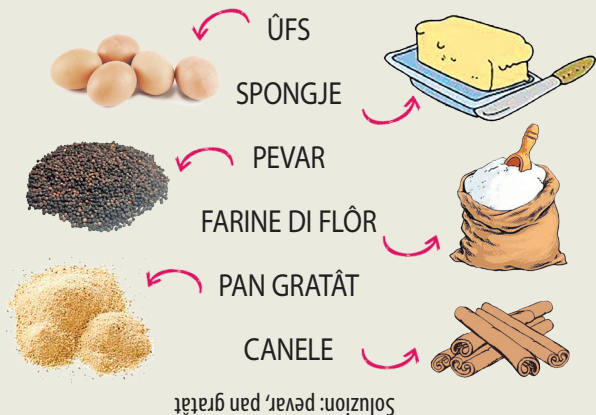 ÛFS
SPONGJE
PEVAR
FARINE DI FLÔR
PAN GRATÂT
CANELE
Soluzion: pevar, pan gratât